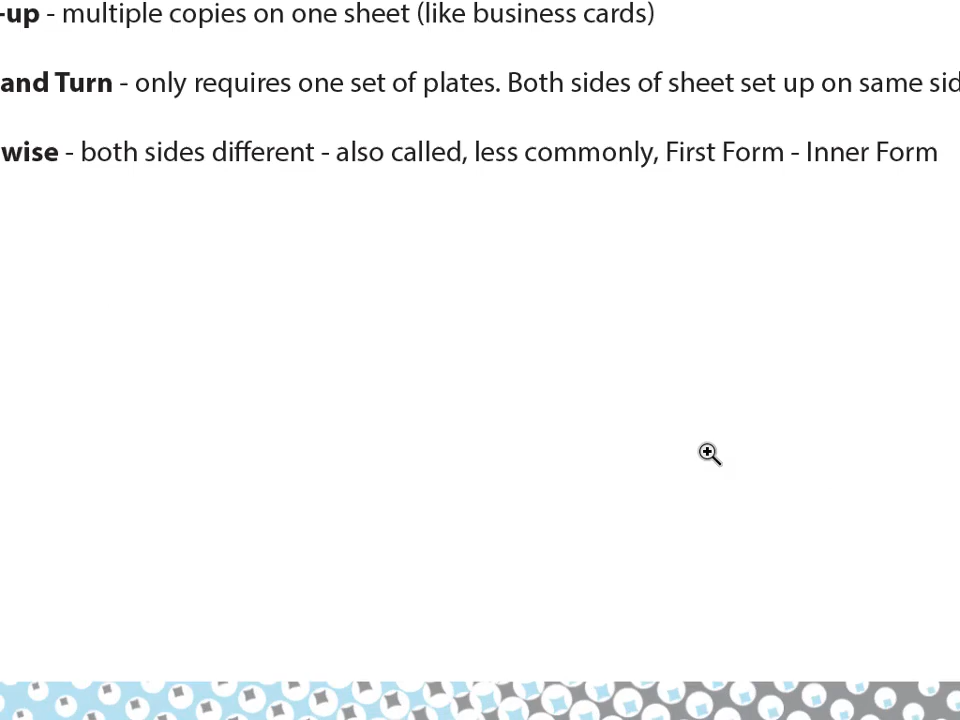 -up - multiple copies on one sheet (like business cards)
and Turn - only requires one set of plates. Both sides of sheet set up on same sid
wise - both sides different - also called, less commonly, First Form - Inner Form